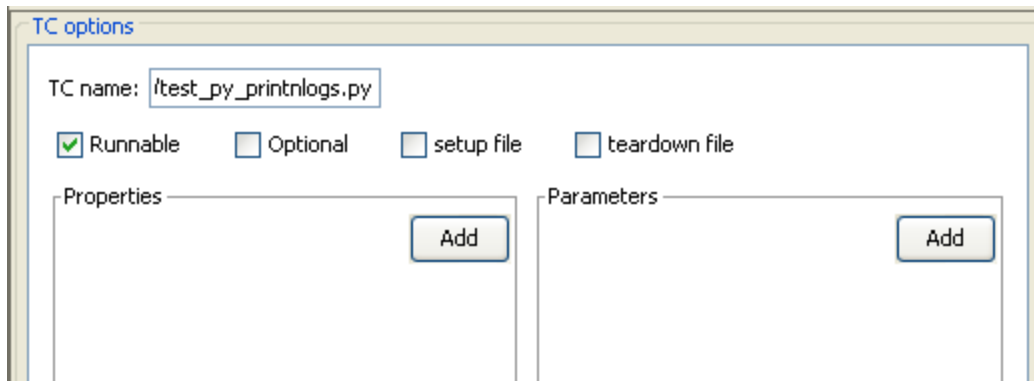 TC options
TC name: /test_py_printnlogs.py
Runnable Optional setup file teardown file
Properties Parameters
Add Add